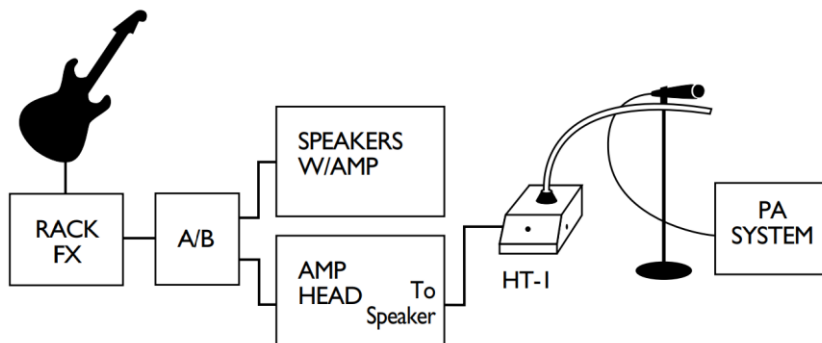 RACK
FX
A/B
SPEAKERS
W/AMP
AMP
HEAD
To
Speaker
HT-1
PA
SYSTEM